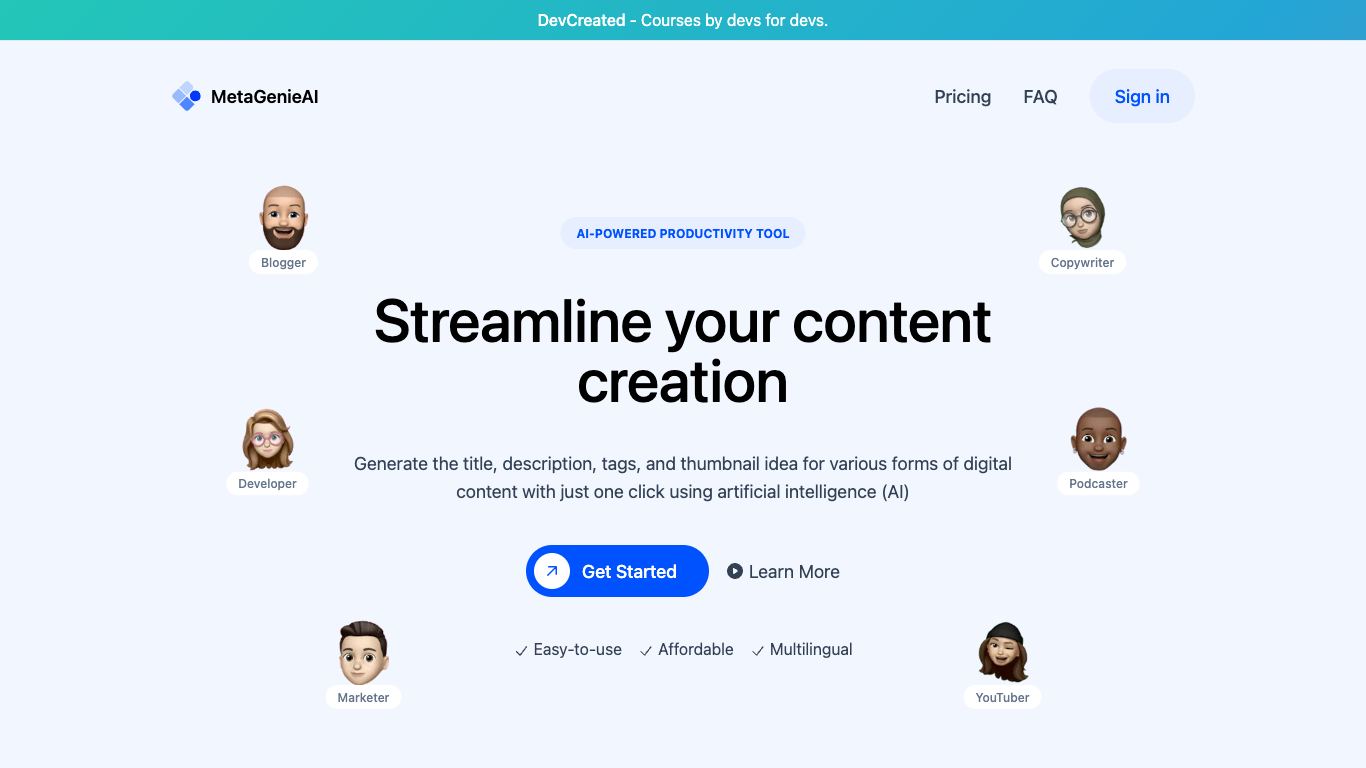 DevCreated - Courses by devs for devs.
MetaGenieAI
Pricing
FAQ
Sign in
Blogger
Copywriter
AI-POWERED PRODUCTIVITY TOOL
Streamline your content
creation
Developer
Podcaster
Generate the title, description, tags, and thumbnail idea for various forms of digital
content with just one click using artificial intelligence (AI)
Get Started
Learn More
Easy-to-use
Affordable
Multilingual
Marketer
YouTuber